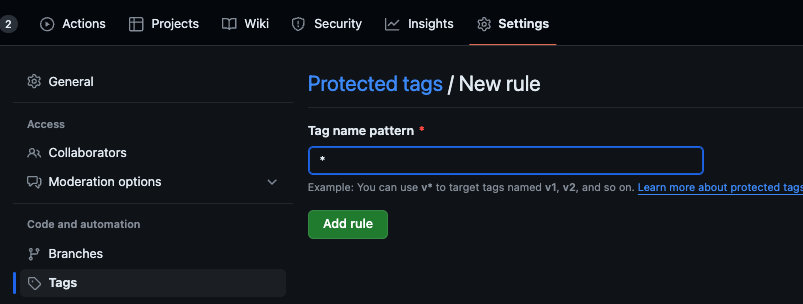 2 Actions Projects Wiki Security Insights Settings
General
Access
Collaborators
Moderation options
Code and automation
Branches
Tags
Protected tags / New rule
Tag name pattern *
*
Example: You can use v* to target tags named v1, v2, and so on. Learn more about protected tags
Add rule